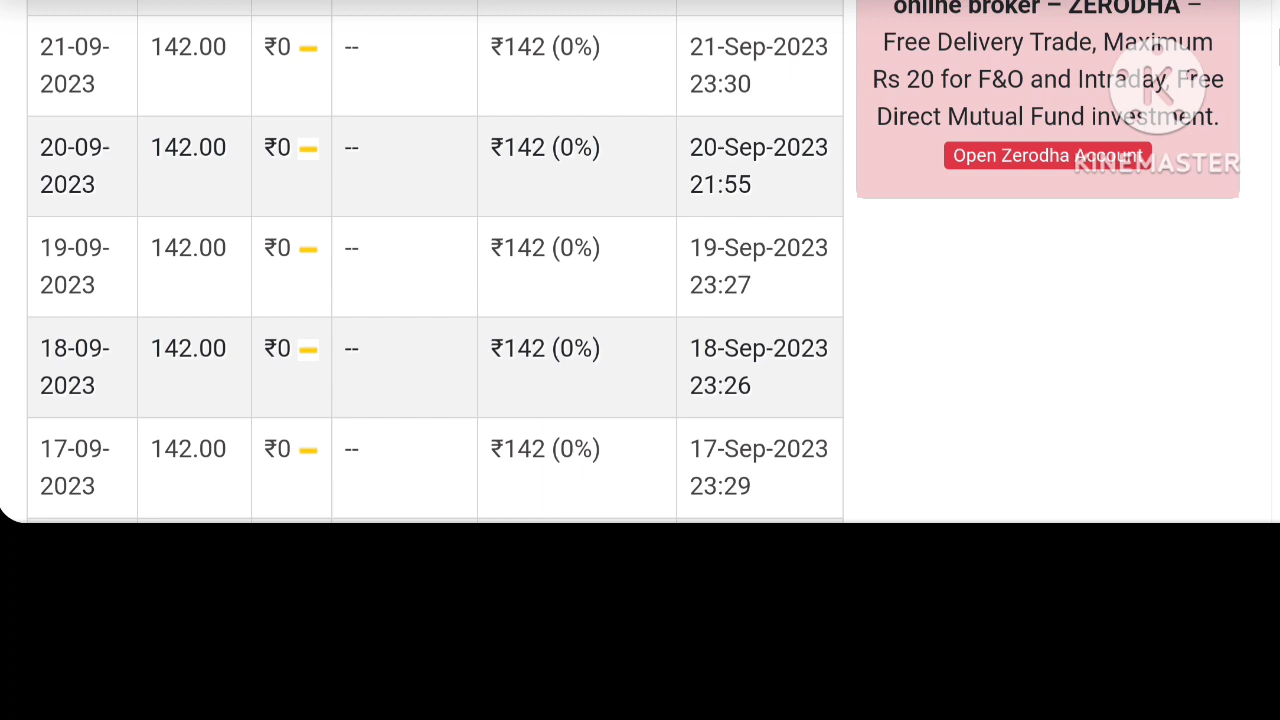 21-09-
2023
142.00
₹0
--
₹142 (0%)
21-Sep-2023
23:30
20-09-
2023
142.00
₹0
--
₹142 (0%)
20-Sep-2023
21:55
19-09-
2023
142.00
₹0
--
₹142 (0%)
19-Sep-2023
23:27
18-09-
2023
142.00
₹0
--
₹142 (0%)
18-Sep-2023
23:26
17-09-
2023
142.00
₹0
--
₹142 (0%)
17-Sep-2023
23:29
online broker – ZERODHA –
Free Delivery Trade, Maximum
Rs 20 for F&O and Intraday, Free
Direct Mutual Fund investment.
Open Zerodha Account
K
KINEMASTER